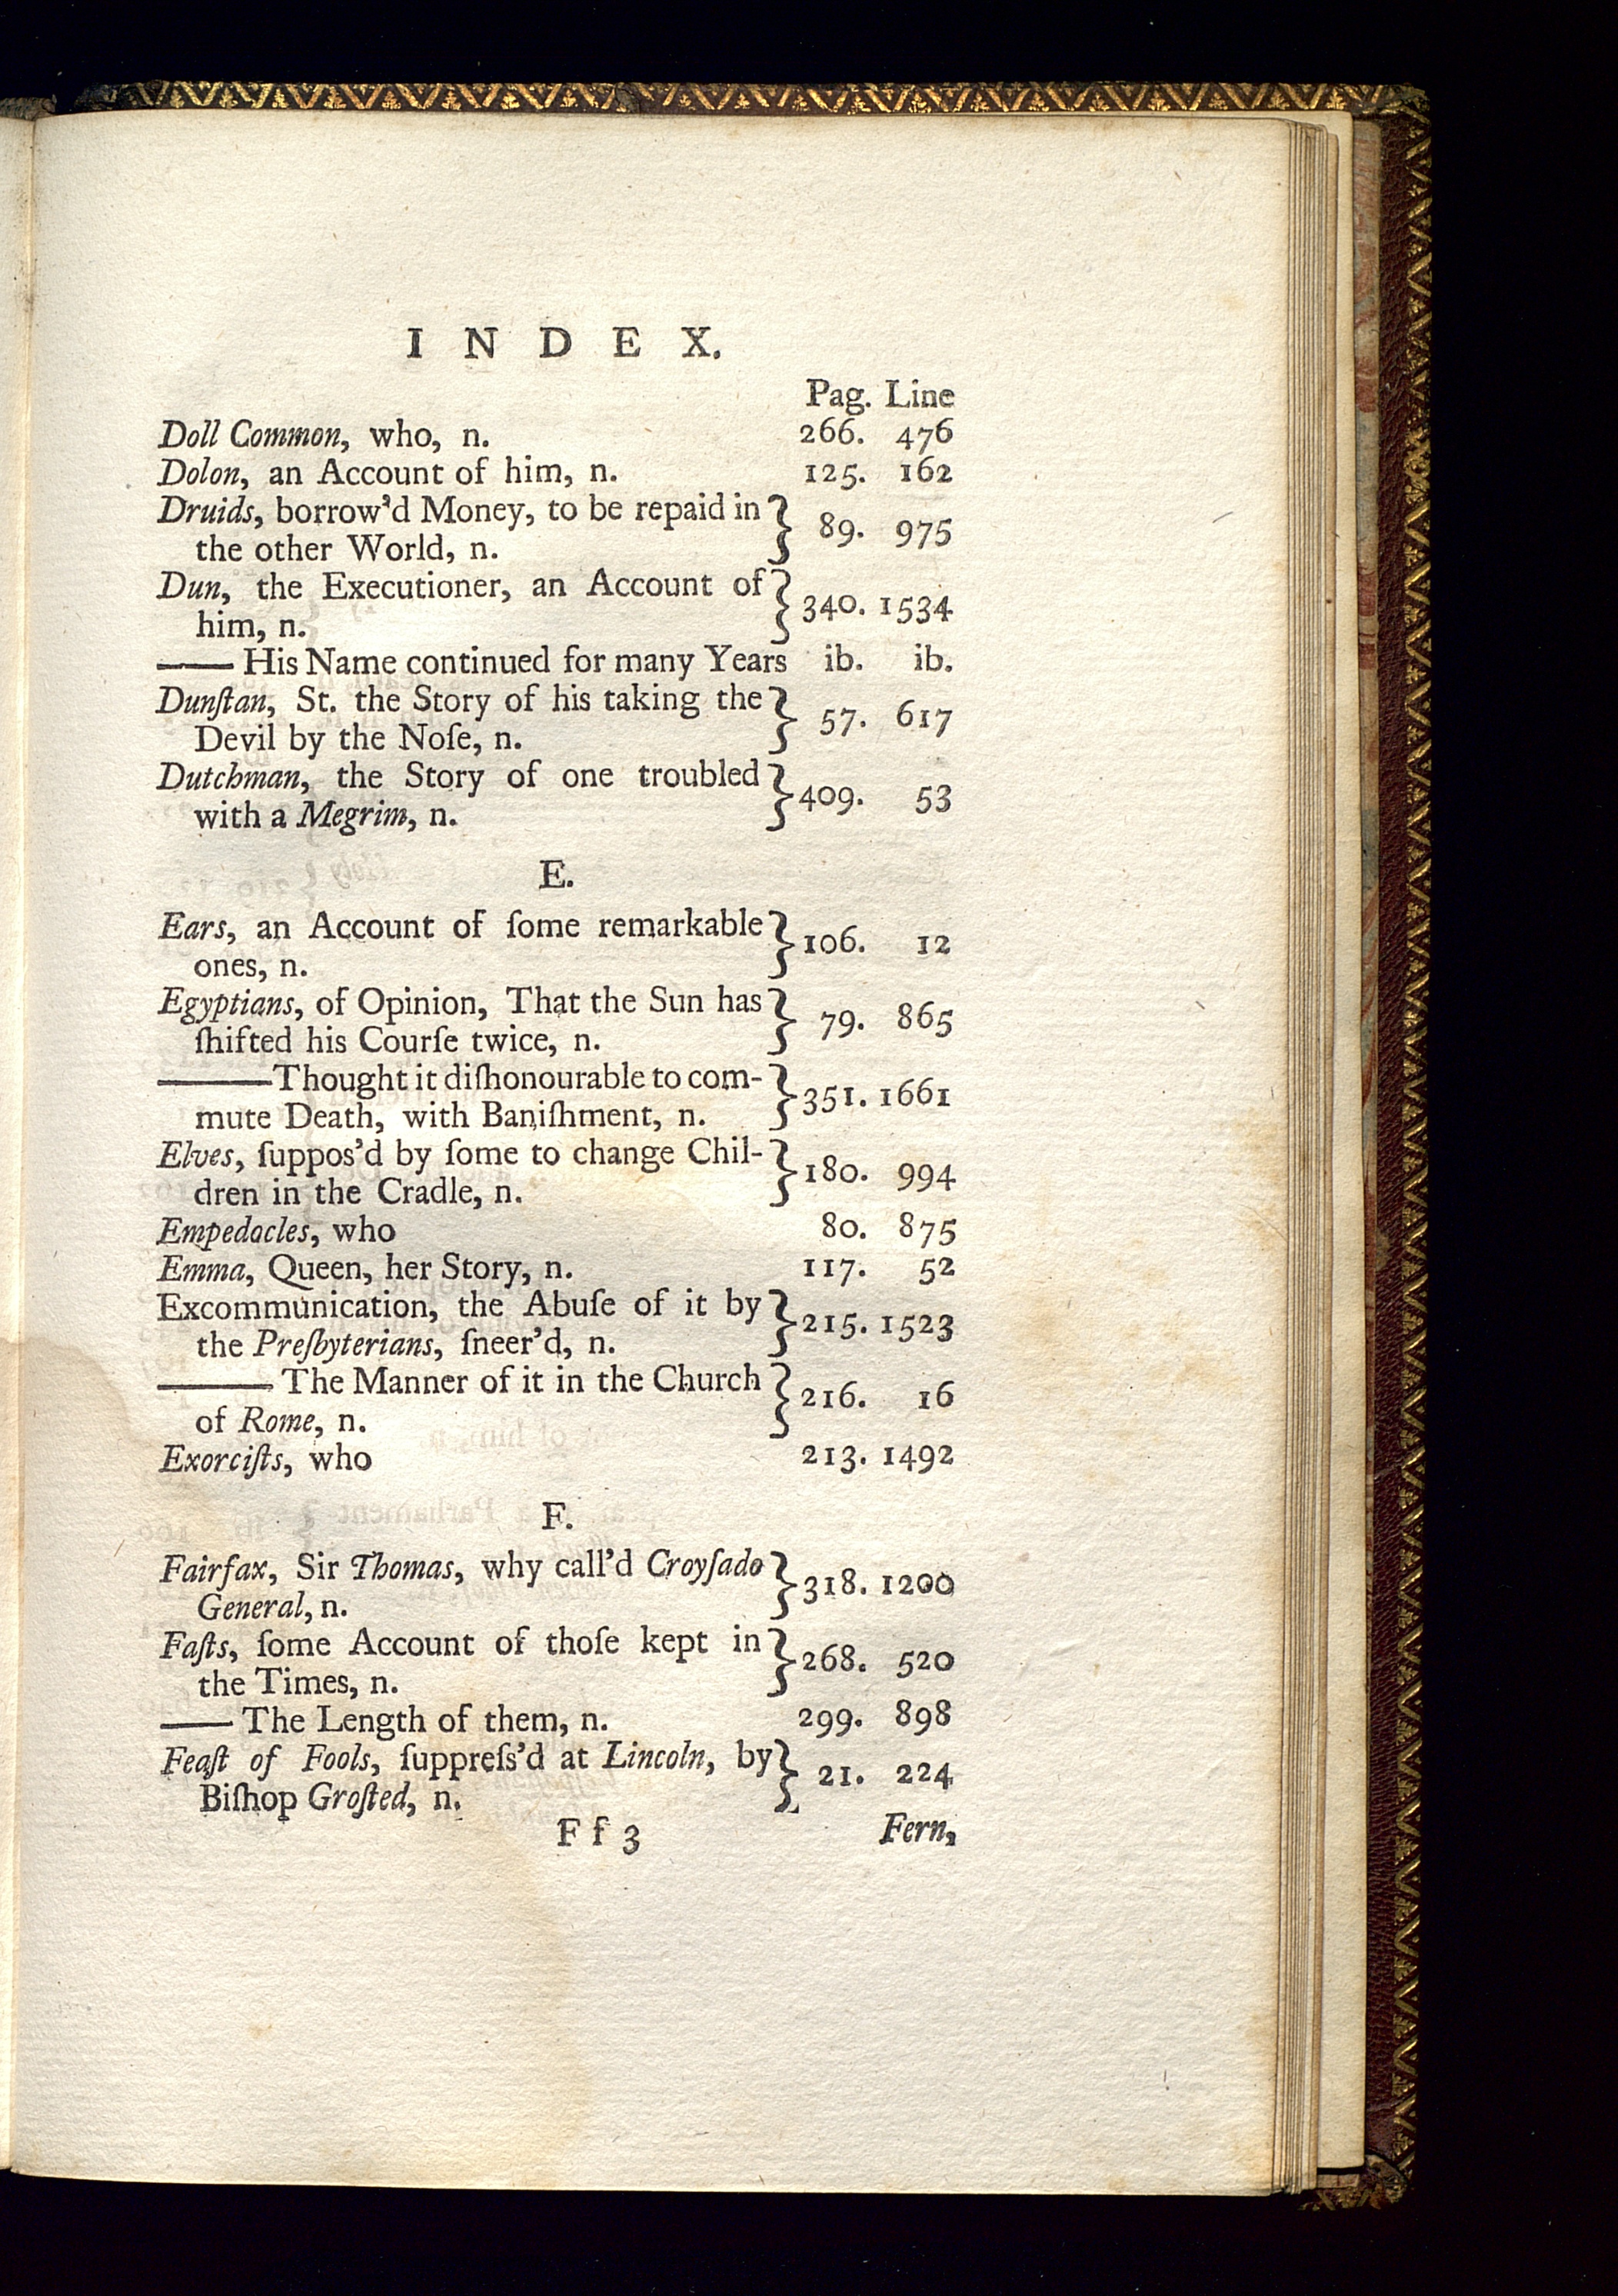 I N D E X.
Pag. Line
Doll Common, who, n. 266. 476
Dolon, an Account of him, n. 125. 162
Druids, borrow'd Money, to be repaid in
the other World, n. } 89. 975
Dun, the Executioner, an Account of
him, n. } 340. 1534
—— His Name continued for many Years ib. ib.
Dunſtan, St. the Story of his taking the
Devil by the Noſe, n. } 57. 617
Dutchman, the Story of one troubled
with a Megrim, n. } 409. 53
E.
Ears, an Account of ſome remarkable
ones, n. } 106. 12
Egyptians, of Opinion, That the Sun has
ſhifted his Courſe twice, n. } 79. 865
——— Thought it diſhonourable to com-
mute Death, with Baniſhment, n. } 351. 1661
Elves, ſuppos'd by ſome to change Chil-
dren in the Cradle, n. } 180. 994
Empedocles, who 80. 875
Emma, Queen, her Story, n. 117. 52
Excommunication, the Abuſe of it by
the Preſbyterians, ſneer'd, n. } 215. 1523
——— The Manner of it in the Church
of Rome, n. } 216. 16
Exorciſts, who 213. 1492
F.
Fairfax, Sir Thomas, why call'd Croyſado
General, n. } 318. 1200
Faſts, ſome Account of thoſe kept in
the Times, n. } 268. 520
—— The Length of them, n. 299. 898
Feaſt of Fools, ſuppreſs'd at Lincoln, by
Biſhop Groſted, n. } 21. 224
F f 3 Fern,